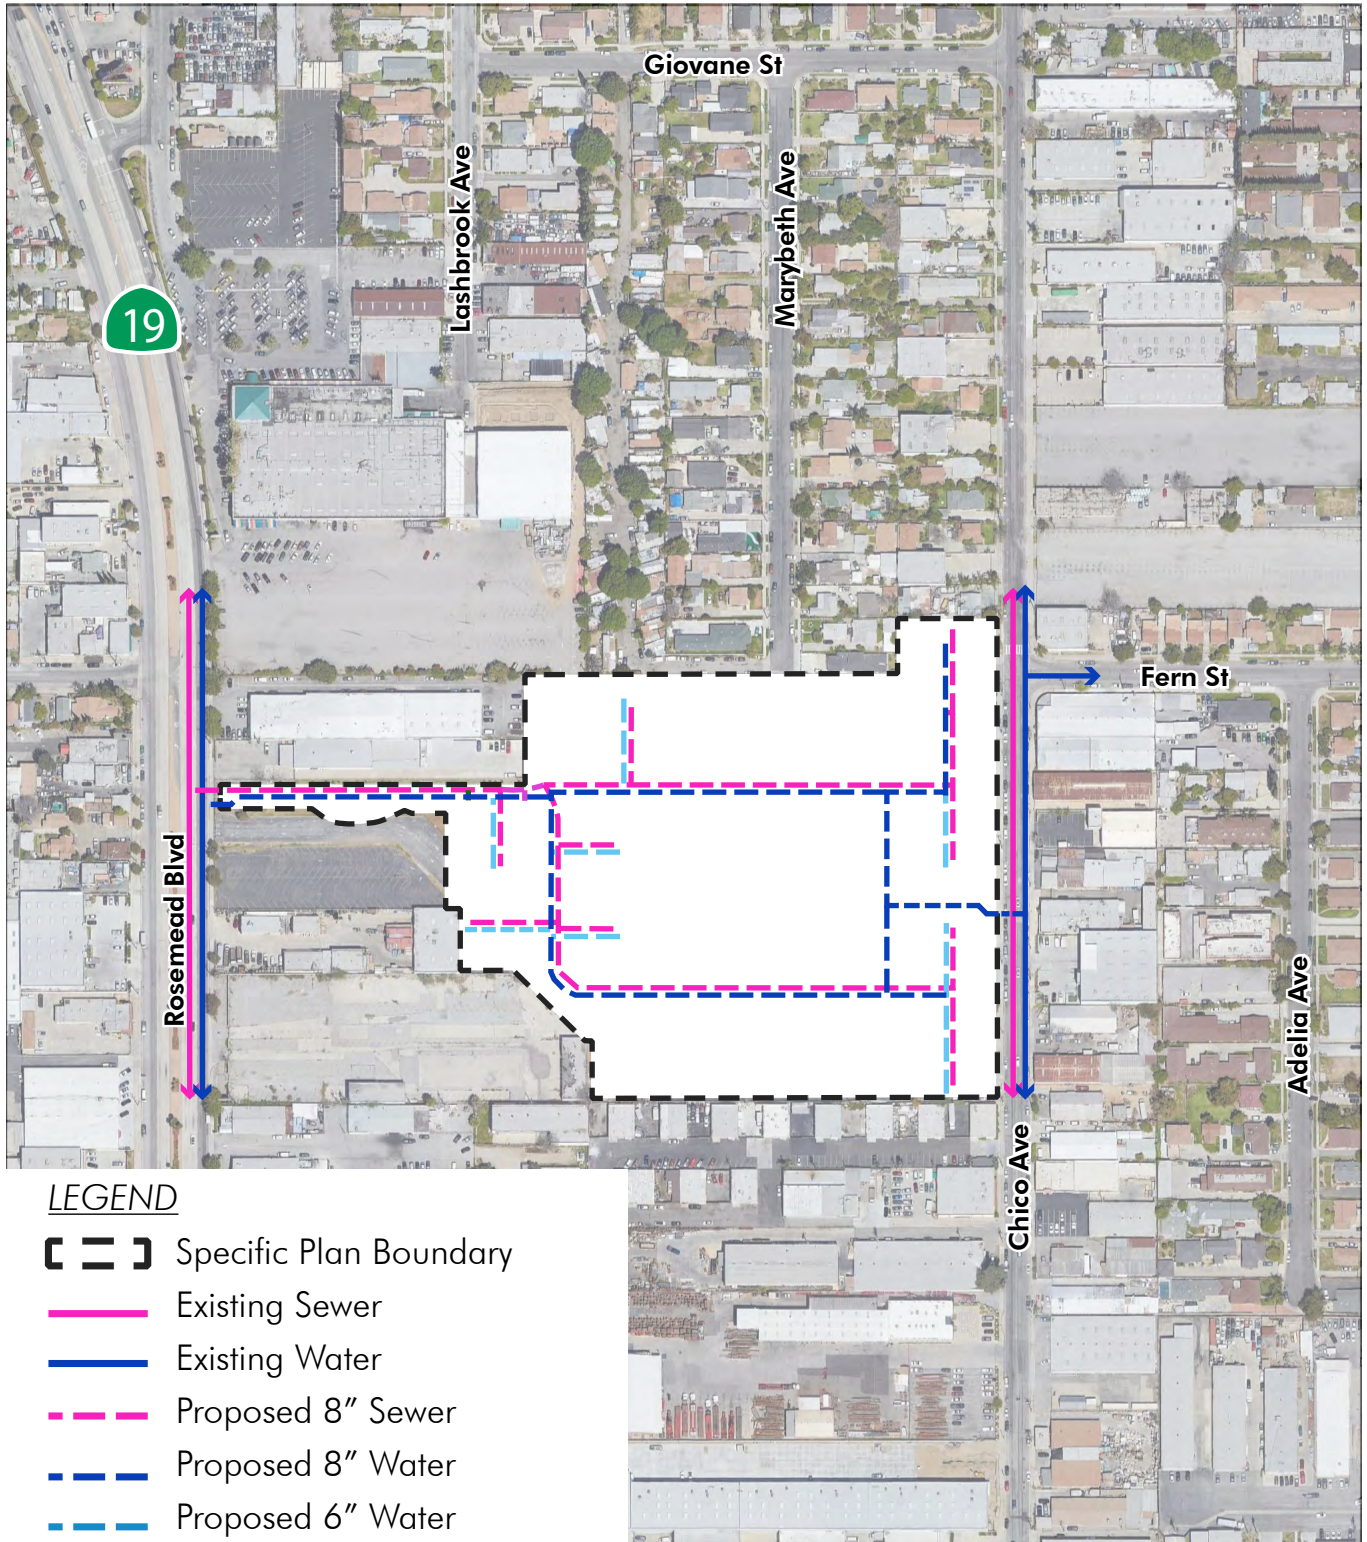 Giovane St
Lashbrook Ave
Marybeth Ave
19
Fern St
Rosemead Blvd
Adelia Ave
Chico Ave
LEGEND
Specific Plan Boundary
Existing Sewer
Existing Water
Proposed 8” Sewer
Proposed 8” Water
Proposed 6” Water